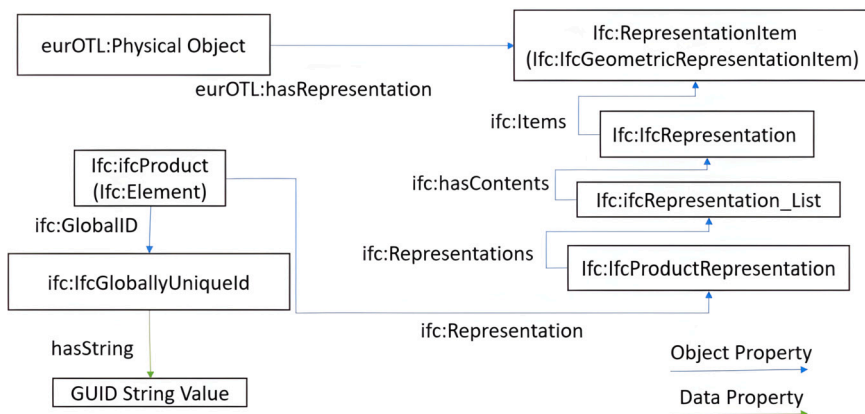 eurOTL:Physical Object
Ifc:RepresentationItem
(Ifc:IfcGeometricRepresentationItem)
eurOTL:hasRepresentation
ifc:Items
Ifc:IfcRepresentation
Ifc:ifcProduct
(Ifc:Element)
ifc:hasContents
Ifc:ifcRepresentation_List
ifc:GlobalID
ifc:Representations
Ifc:IfcProductRepresentation
ifc:IfcGloballyUniqueId
ifc:Representation
hasString
Object Property
GUID String Value
Data Property